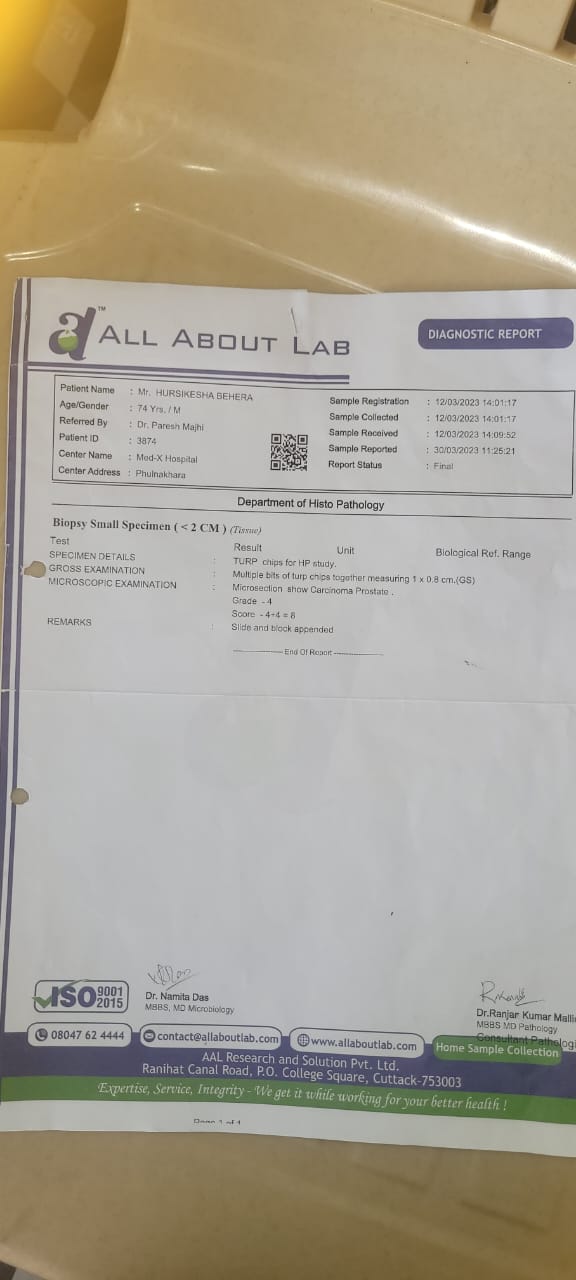 a™ ALL ABOUT LAB
DIAGNOSTIC REPORT
Patient Name : Mr. HURSIKESHA BEHERA
Age/Gender : 74 Yrs. / M
Referred By : Dr. Paresh Majhi
Patient ID : 3874
Center Name : Med-X Hospital
Center Address : Phulnakhara
Sample Registration : 12/03/2023 14:01:17
Sample Collected : 12/03/2023 14:01:17
Sample Received : 12/03/2023 14:09:52
Sample Reported : 30/03/2023 11:25:21
Report Status : Final
Department of Histo Pathology
Biopsy Small Specimen ( < 2 CM ) (Tissue)
Test Result Unit Biological Ref. Range
SPECIMEN DETAILS : TURP chips for HP study.
GROSS EXAMINATION : Multiple bits of turp chips together measuring 1 x 0.8 cm.(GS)
MICROSCOPIC EXAMINATION : Microsection show Carcinoma Prostate .
Grade - 4
Score - 4+4 = 8
REMARKS : Slide and block appended
End Of Report
ISO 9001 2015
Dr. Namita Das
MBBS, MD Microbiology
Dr.Ranjan Kumar
MBBS MD Pathology
Consultant
08047 62 4444
contact@allaboutlab.com
www.allaboutlab.com
Home Sample Collection
AAL Research and Solution Pvt. Ltd.
Ranihat Canal Road, P.O. College Square, Cuttack-753003
Expertise, Service, Integrity - We get it while working for your better health !